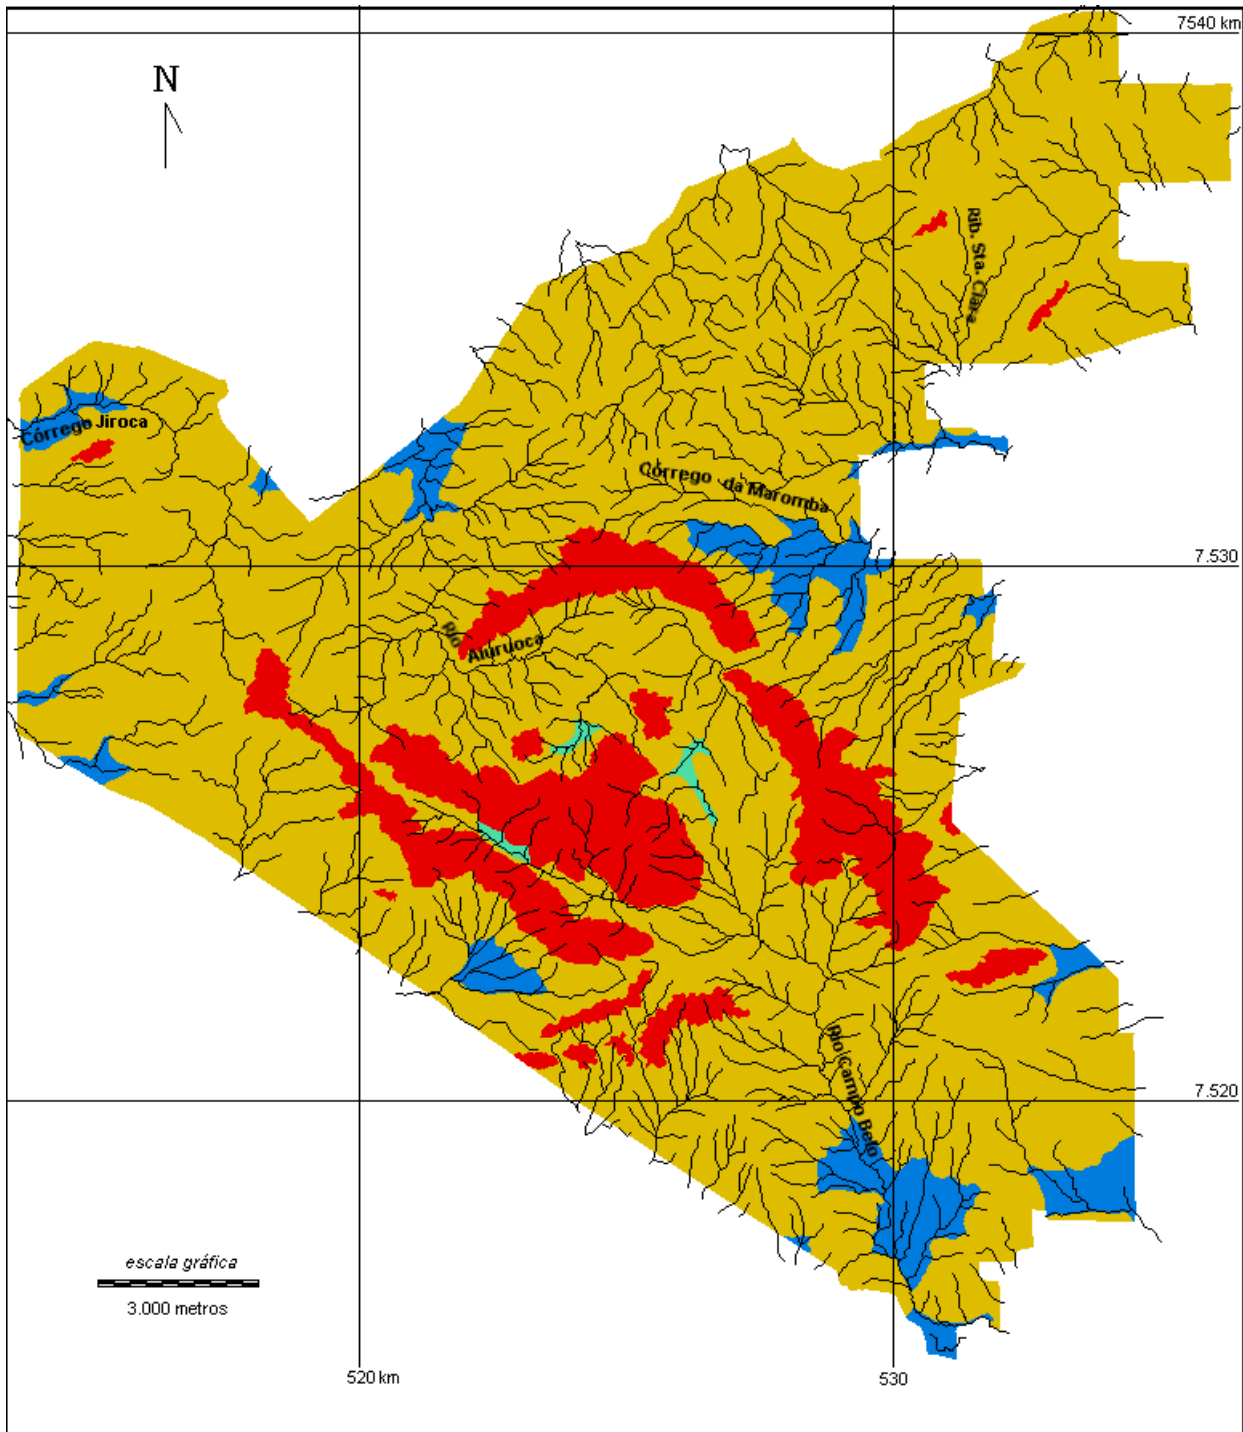 7540 km
N
Rib. Sta. Clara
Córrego Jiroca
Córrego da Maromba
7.530
Rio Aiuruoca
Rio Campo Belo
7.520
escala gráfica
3.000 metros
520 km
530